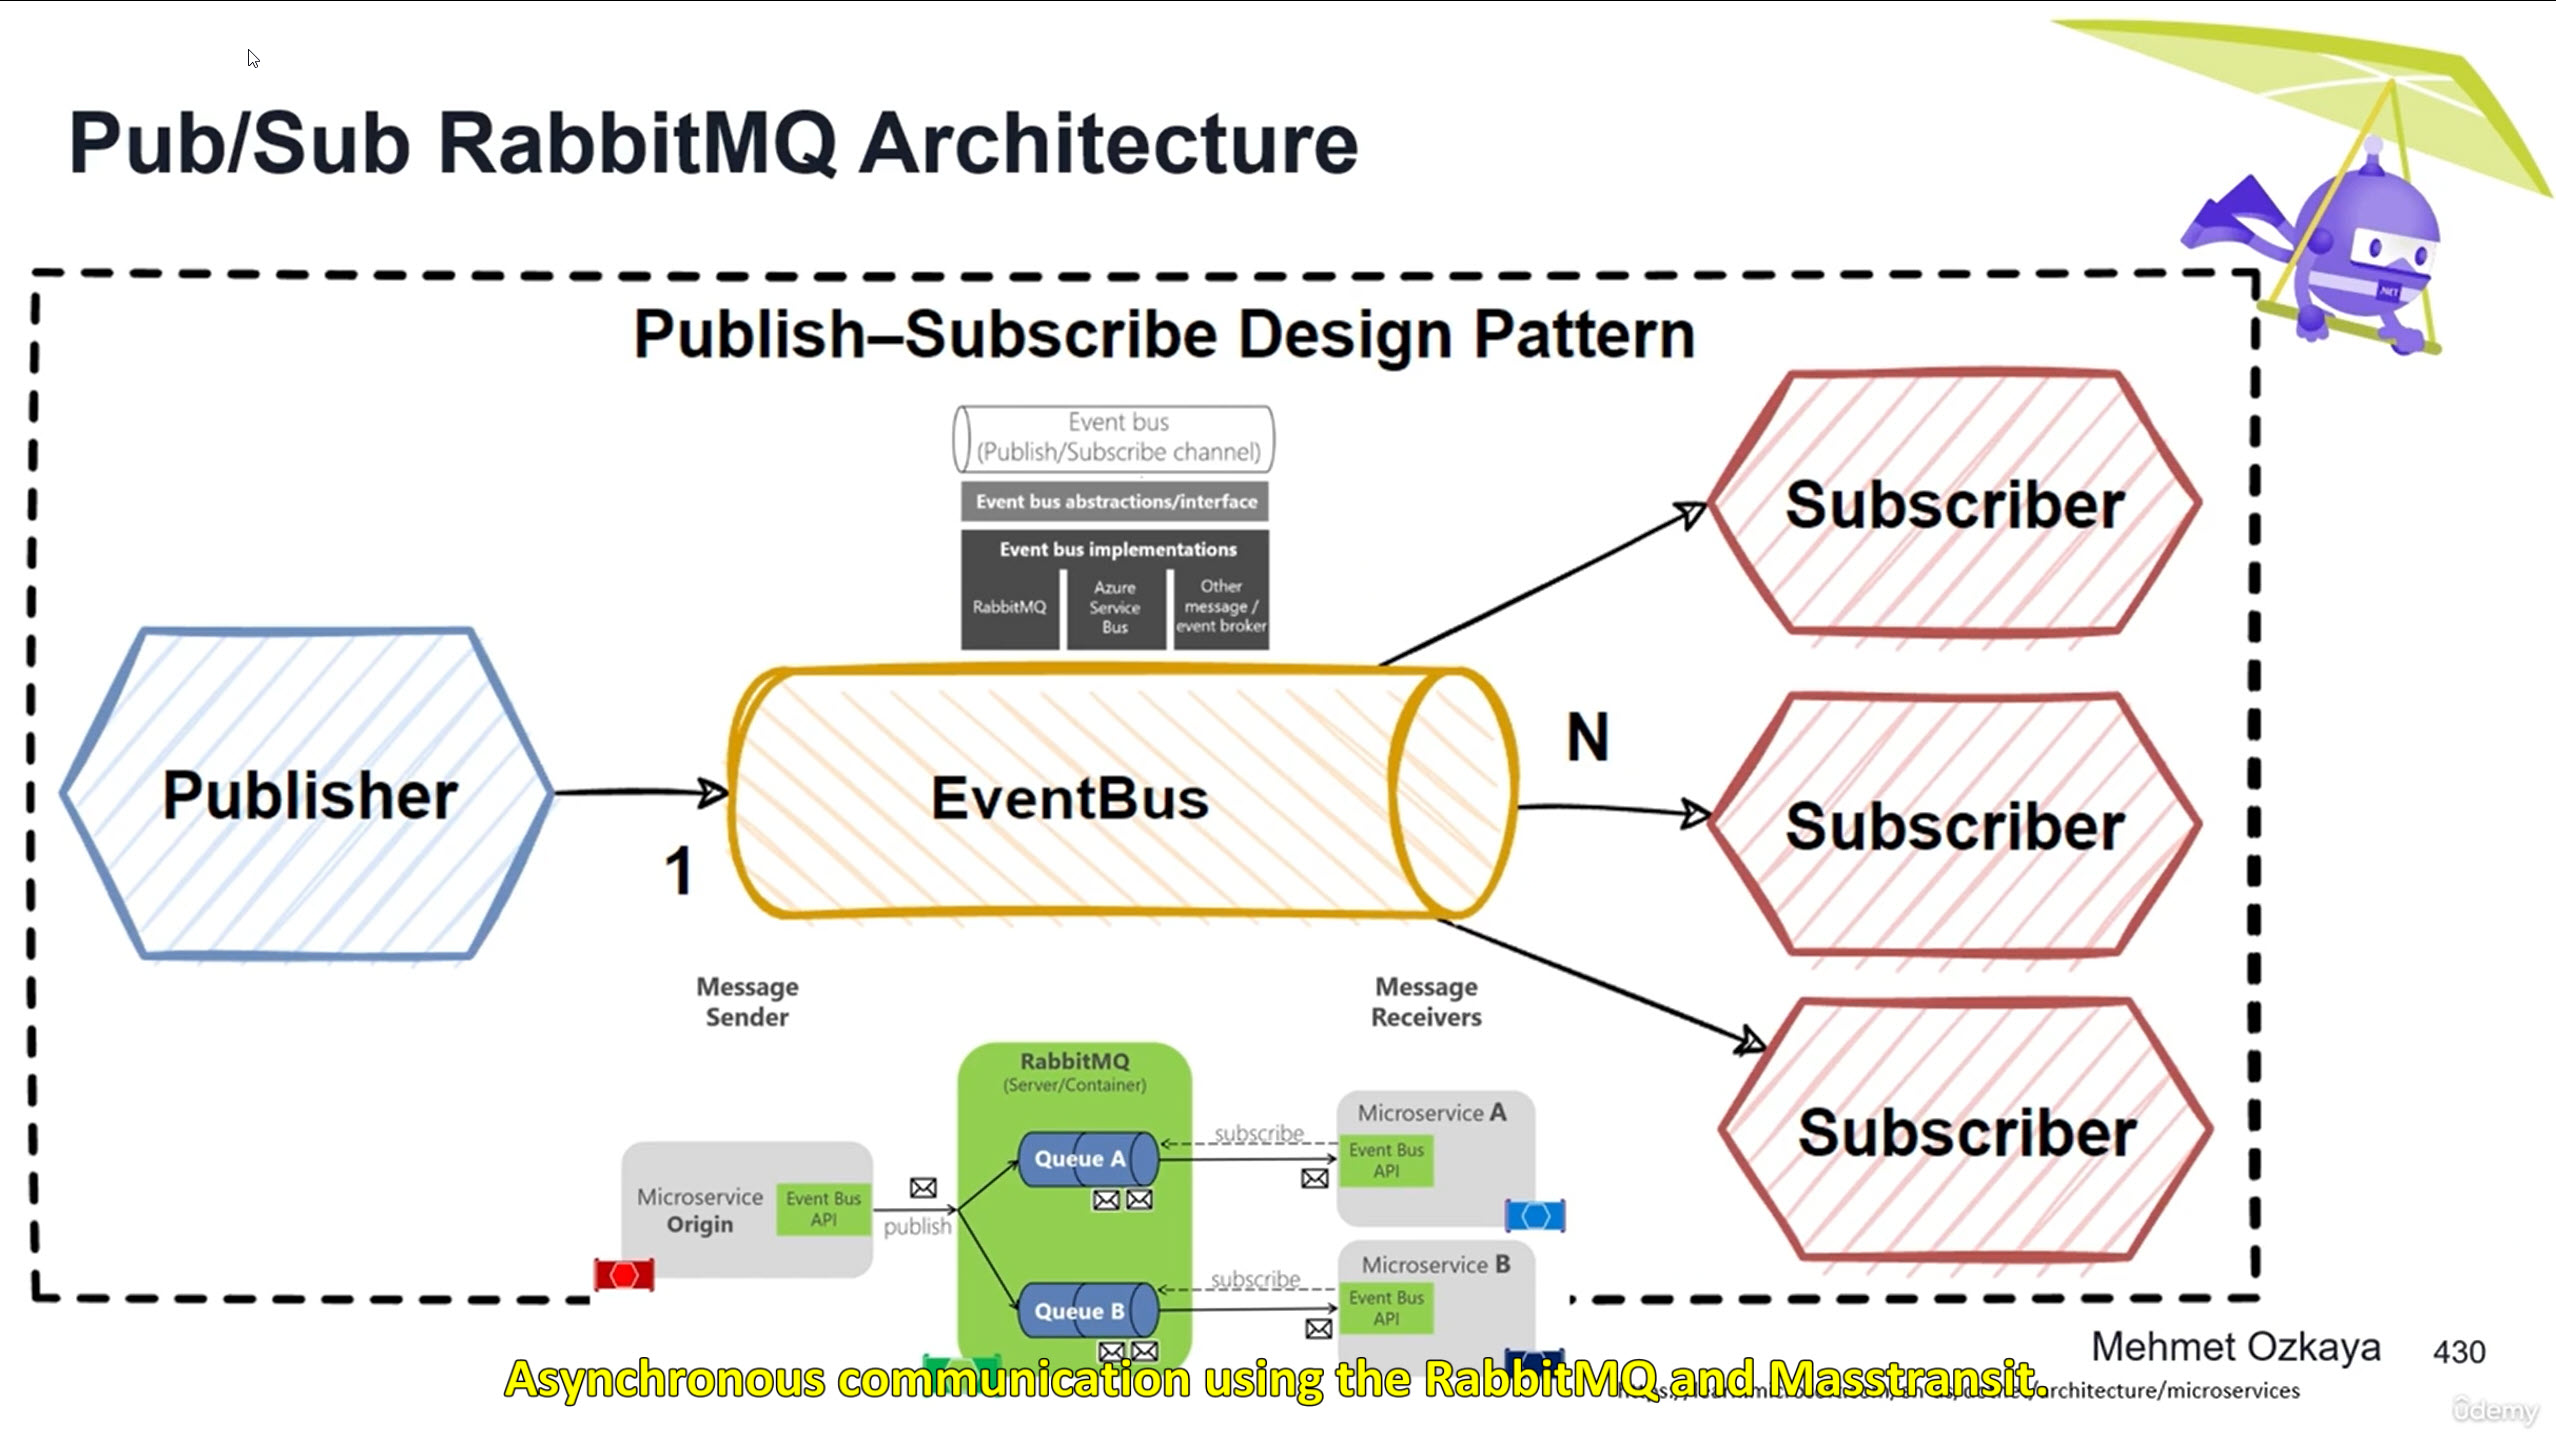 Pub/Sub RabbitMQ Architecture
Publish–Subscribe Design Pattern
Event bus
(Publish/Subscribe channel)
Event bus abstractions/interface
Event bus implementations
RabbitMQ
Azure
Service
Bus
Other
message /
event broker
Publisher
1
EventBus
N
Subscriber
Subscriber
Subscriber
.NET
Message
Sender
Message
Receivers
RabbitMQ
(Server/Container)
Microservice
Origin
Event Bus
API
publish
Queue A
Queue B
subscribe
subscribe
Microservice A
Event Bus
API
Microservice B
Event Bus
API
Mehmet Ozkaya 430
Asynchronous communication using the RabbitMQ and Masstransit.
architecture/microservices
ûdemy